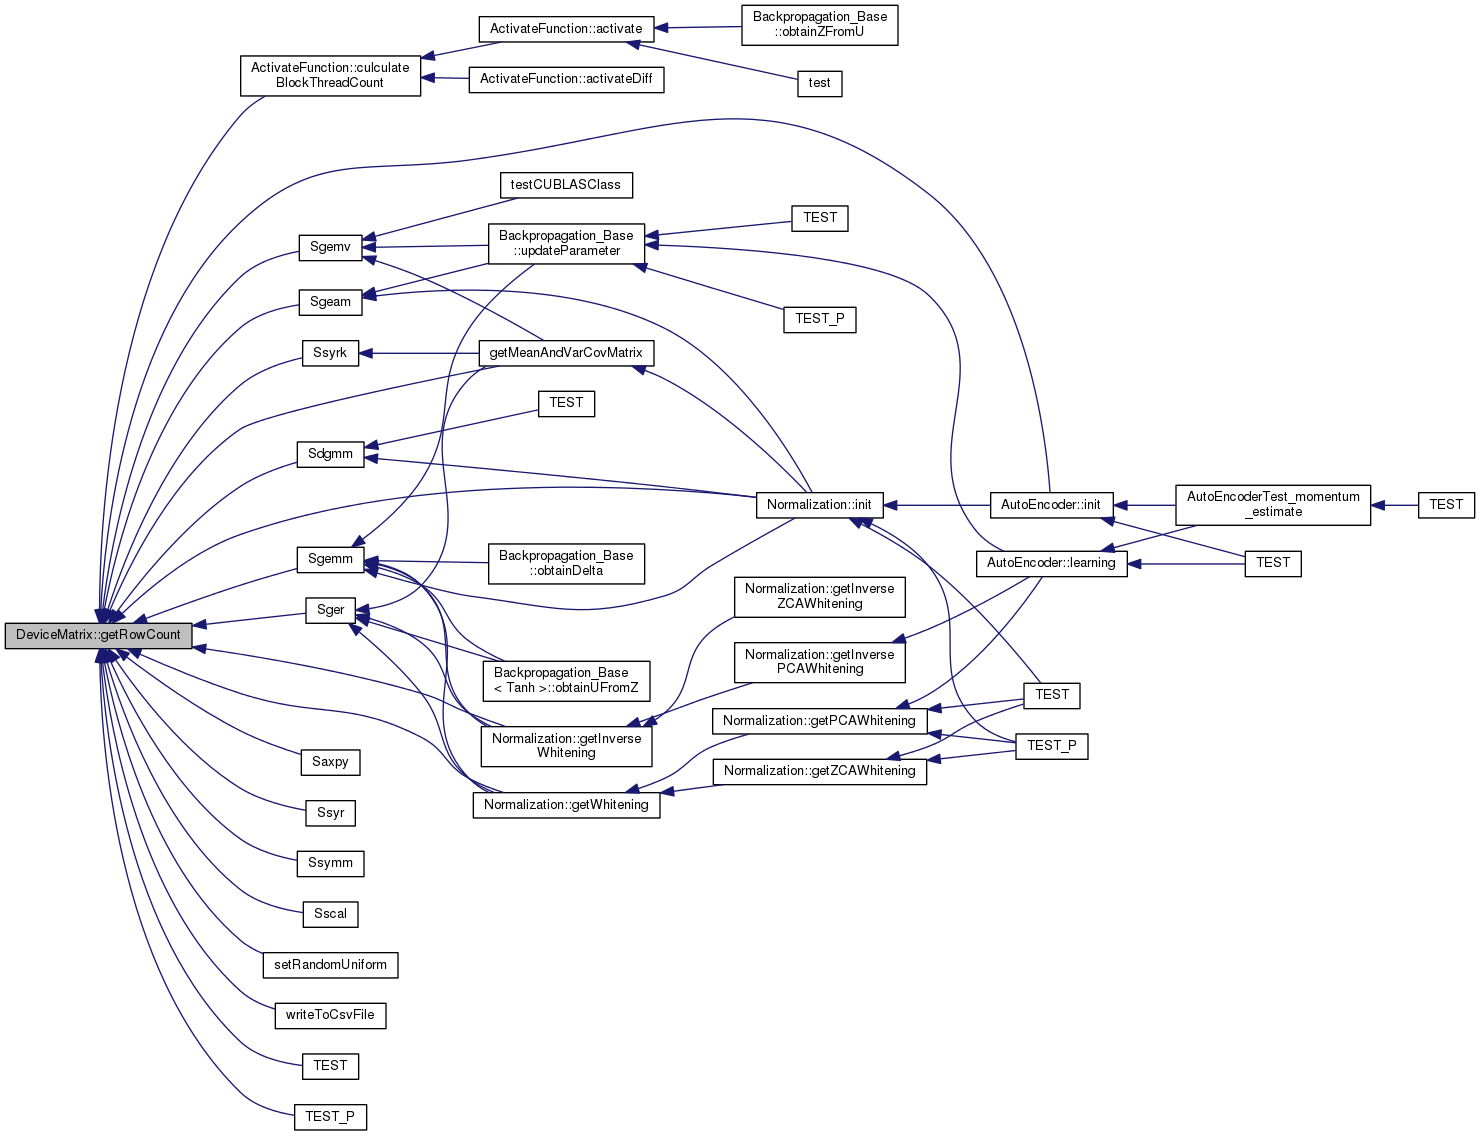 Backpropagation_Base
::obtainZFromU
ActivateFunction::activate
ActivateFunction::culculate
BlockThreadCount
ActivateFunction::activateDiff
test
testCUBLASClass
TEST
Sgemv
Backpropagation_Base
::updateParameter
Sgeam
TEST_P
Ssyrk
getMeanAndVarCovMatrix
TEST
Sdgmm
Normalization::init
AutoEncoder::init
AutoEncoderTest_momentum
_estimate
TEST
Sgemm
Backpropagation_Base
::obtainDelta
AutoEncoder::learning
TEST
Normalization::getInverse
ZCAWhitening
Sger
DeviceMatrix::getRowCount
Normalization::getInverse
PCAWhitening
Backpropagation_Base
< Tanh >::obtainUFromZ
TEST
Normalization::getPCAWhitening
Normalization::getInverse
Whitening
TEST_P
Saxpy
Normalization::getZCAWhitening
Normalization::getWhitening
Ssyr
Ssymm
Sscal
setRandomUniform
writeToCsvFile
TEST
TEST_P